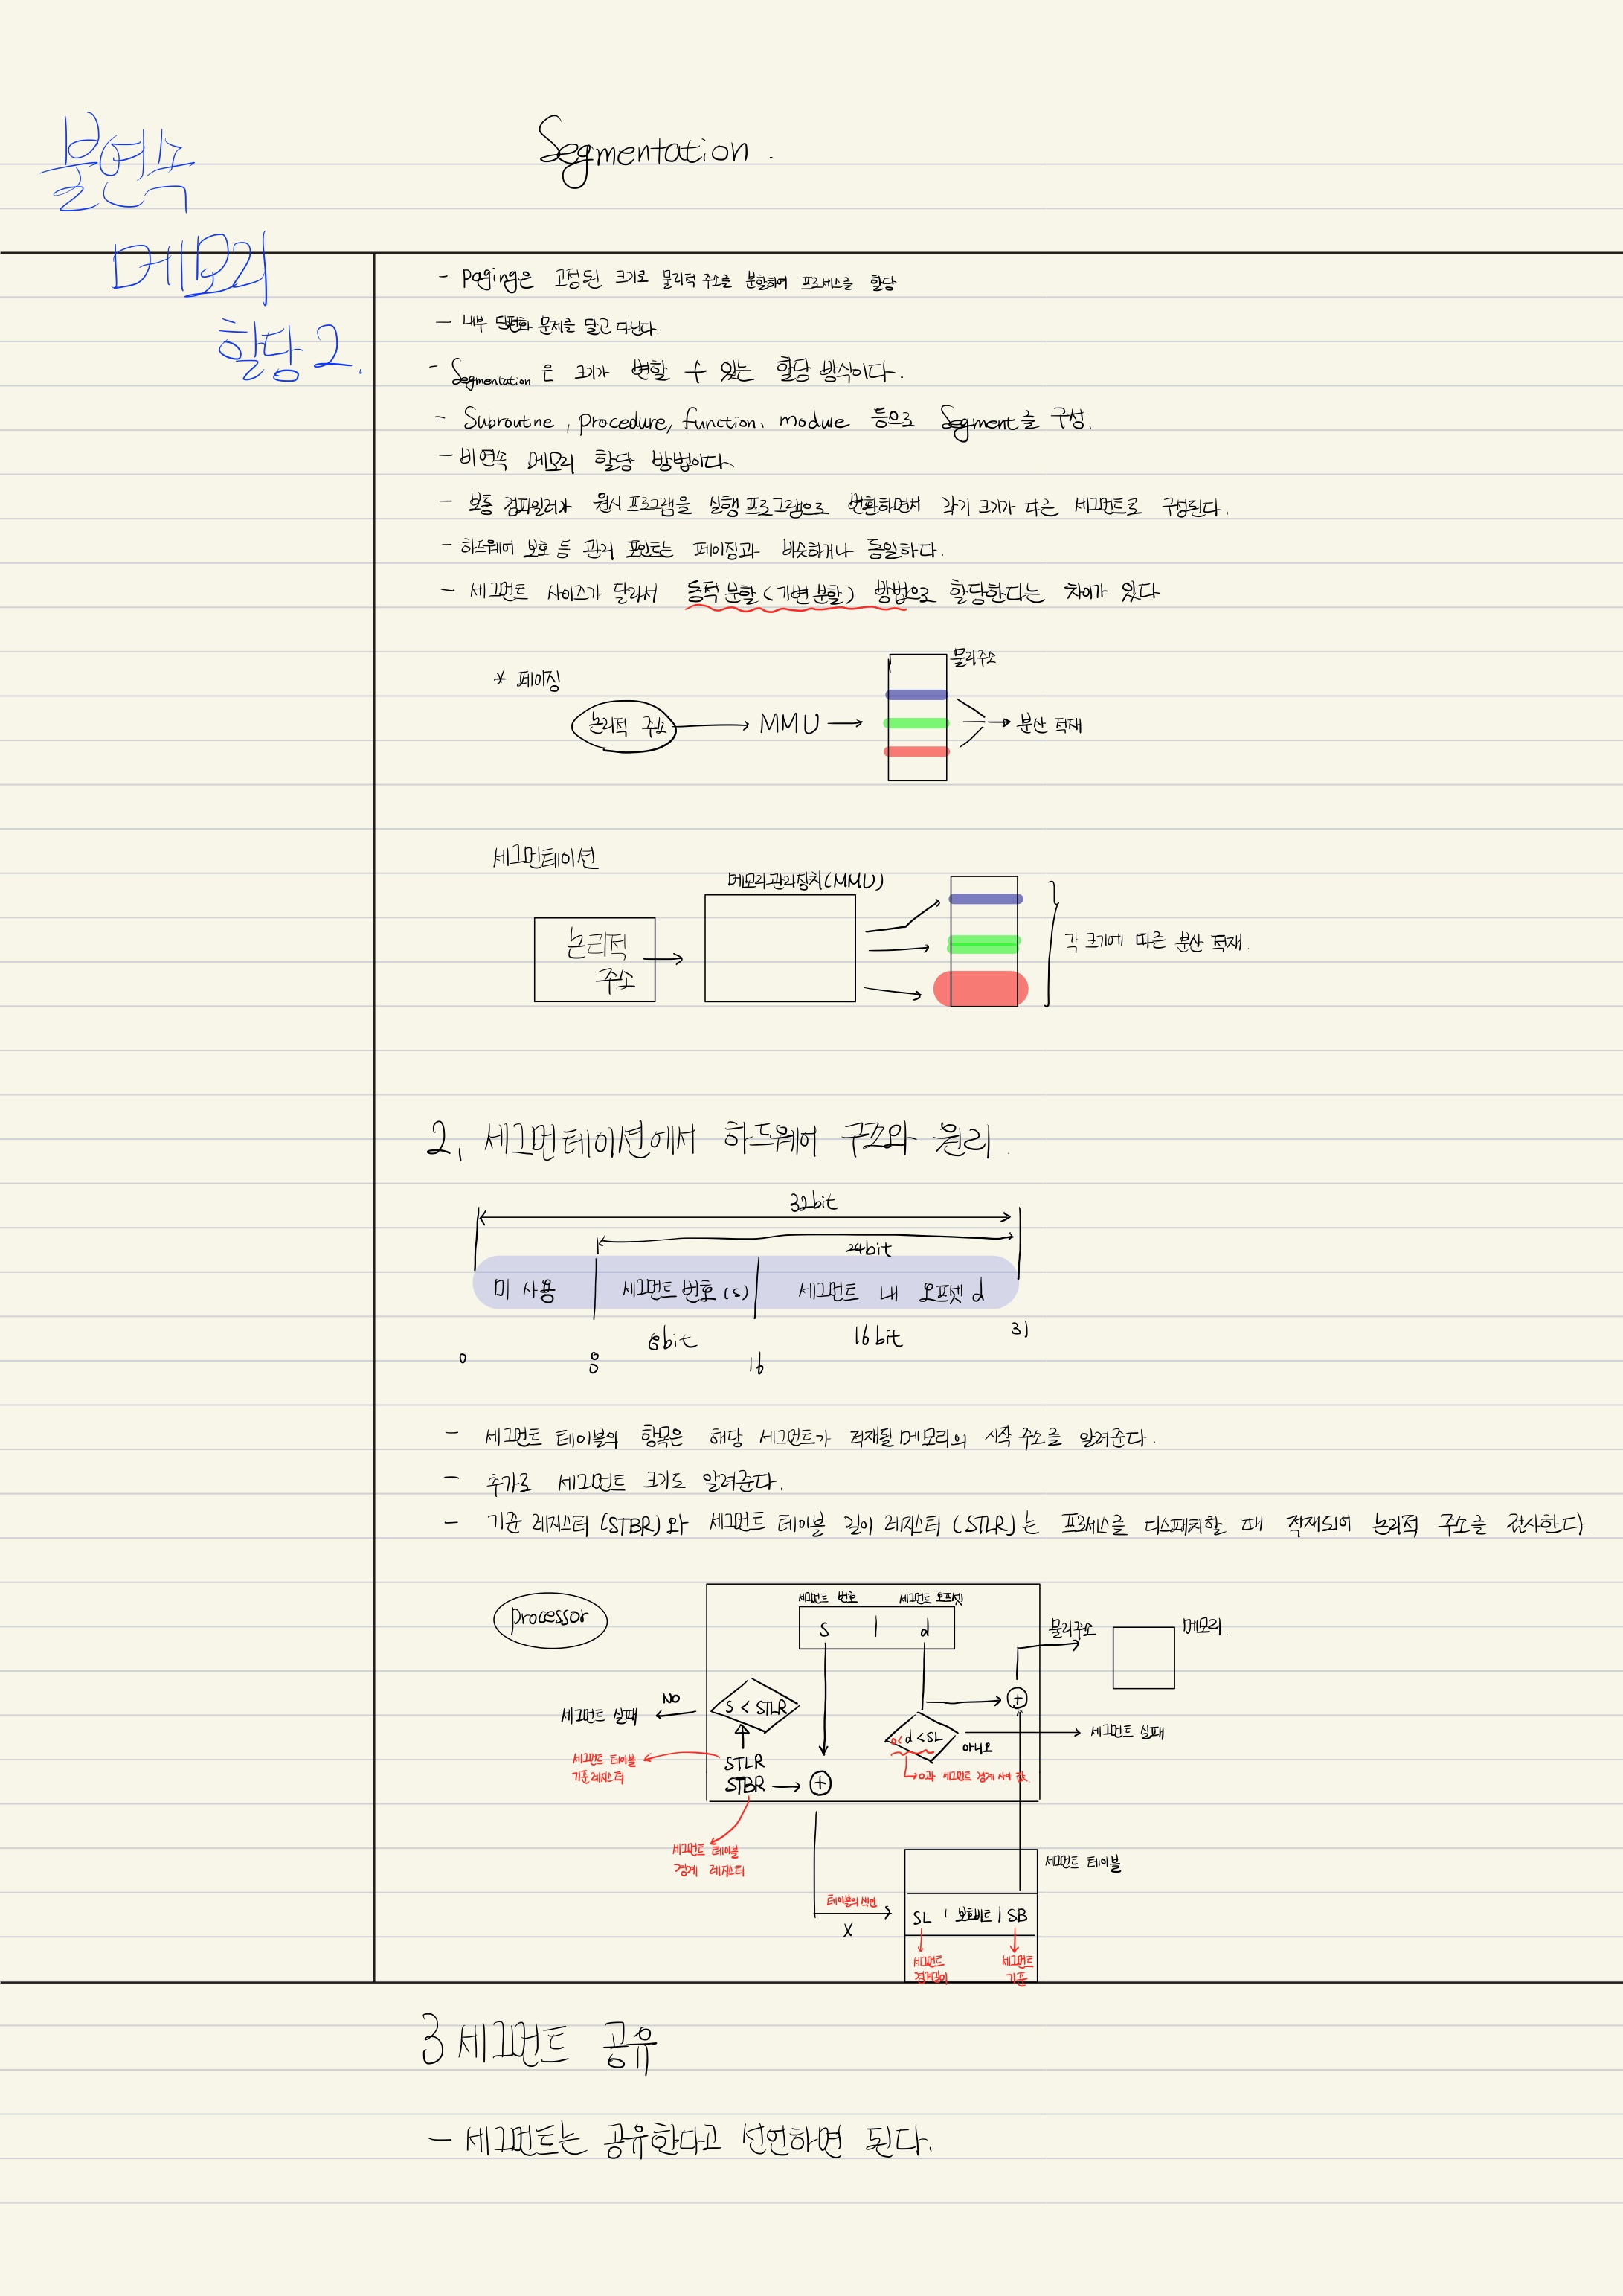 불연속
메모리
할당 2.
Segmentation.
- Paging은 고정된 크기로 물리적 주소를 분할하여 프로세스를 할당
- 내부 단편화 문제를 달고 다닌다.
- Segmentation은 크기가 변할 수 있는 할당 방식이다.
- Subroutine, procedure, function, module 등으로 Segment를 구성.
- 비연속 메모리 할당 방법이다
- 보통 컴파일러가 원시 프로그램을 실행 프로그램으로 변환하면서 각기 크기가 다른 세그먼트로 구성된다.
- 하드웨어 보호 등 관리 포인트는 페이징과 비슷하거나 동일하다.
- 세그먼트 사이즈가 달라서 동적 분할(가변 분할) 방법으로 할당한다는 차이가 있다
* 페이징
물리주소
논리적 주소
MMU
분산 적재
세그먼테이션
메모리 관리 장치(MMU)
논리적
주소
각 크기에 따른 분산 적재.
2. 세그먼테이션에서 하드웨어 구조와 원리.
32bit
24bit
미 사용
세그먼트 번호 (s)
세그먼트 내 오프셋 d
8bit
16bit
31
0
8
16
- 세그먼트 테이블의 항목은 해당 세그먼트가 적재될 메모리의 시작 주소를 알려준다.
- 추가로 세그먼트 크기도 알려준다.
- 기준 레지스터 (STBR)와 세그먼트 테이블 길이 레지스터 (STLR)는 프로세스를 디스패치할 때 적재되어 논리적 주소를 검사한다.
processor
세그먼트 번호
세그먼트 오프셋
s | d
물리주소
메모리.
세그먼트 실패
NO
s < STLR
0< d < SL
아니오
세그먼트 실패
0과 세그먼트 경계 사이 값.
세그먼트 테이블
기준 레지스터
STLR
STBR
+
+
세그먼트 테이블
경계 레지스터
세그먼트 테이블
테이블의 색인
X
SL | 보호비트 | SB
세그먼트
경계길이
세그먼트
기준
3 세그먼트 공유
- 세그먼트는 공유한다고 선언하면 된다.